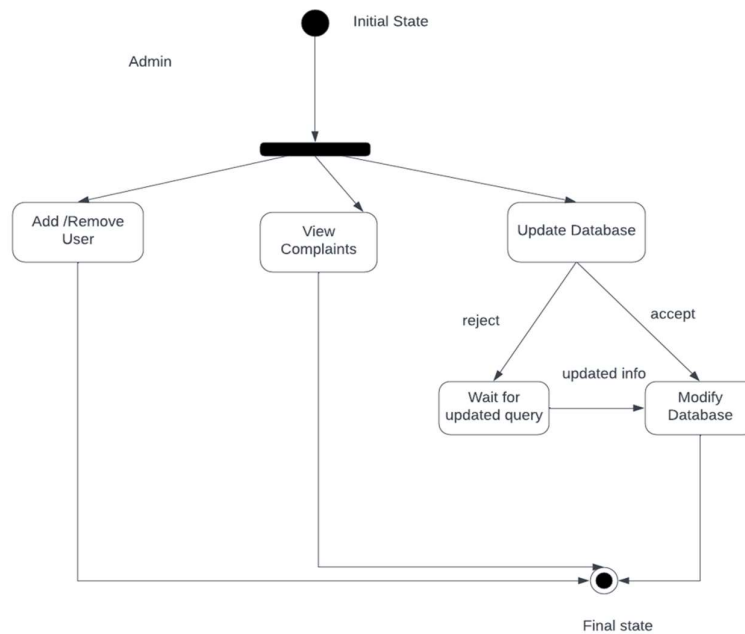 Initial State
Admin
Add /Remove
User
View
Complaints
Update Database
reject
accept
updated info
Wait for
updated query
Modify
Database
Final state